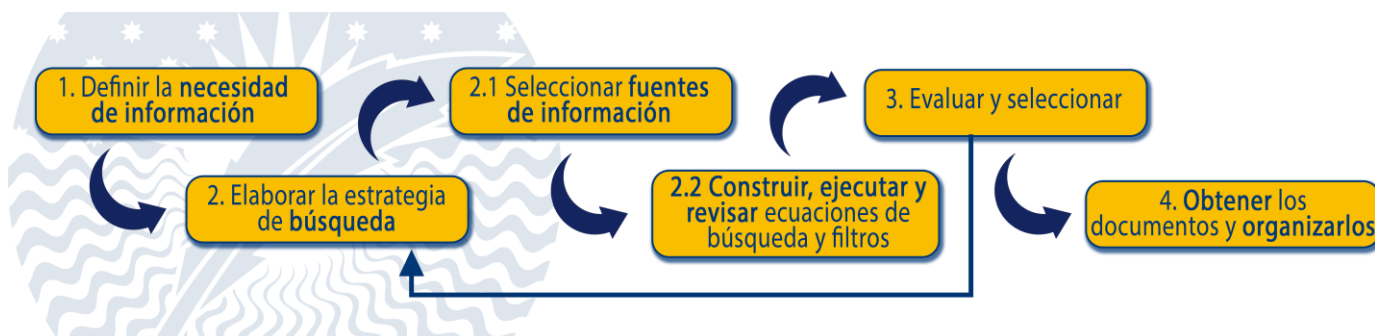 1. Definir la necesidad
de información
2. Elaborar la estrategia
de búsqueda
2.1 Seleccionar fuentes
de información
2.2 Construir, ejecutar y
revisar ecuaciones de
búsqueda y filtros
3. Evaluar y seleccionar
4. Obtener los
documentos y organizarlos